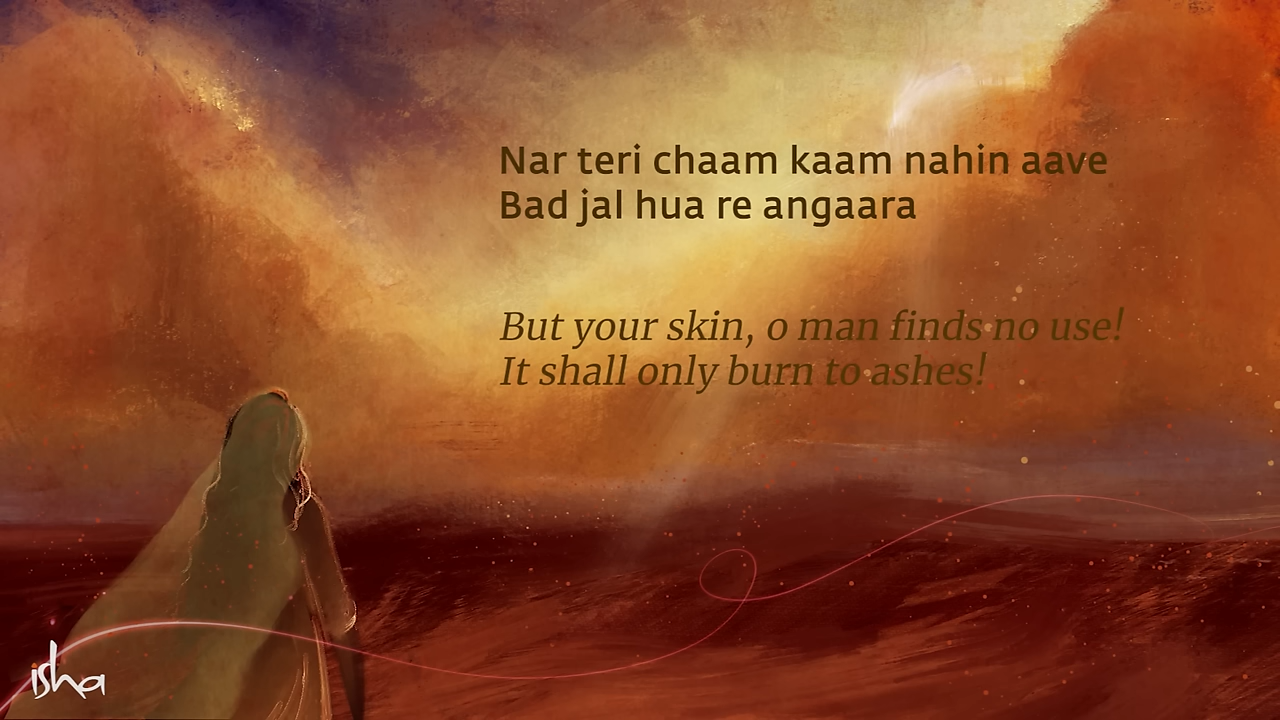 Nar teri chaam kaam nahin aave
Bad jal hua re angaara
But your skin, o man finds no use!
It shall only burn to ashes!
isha